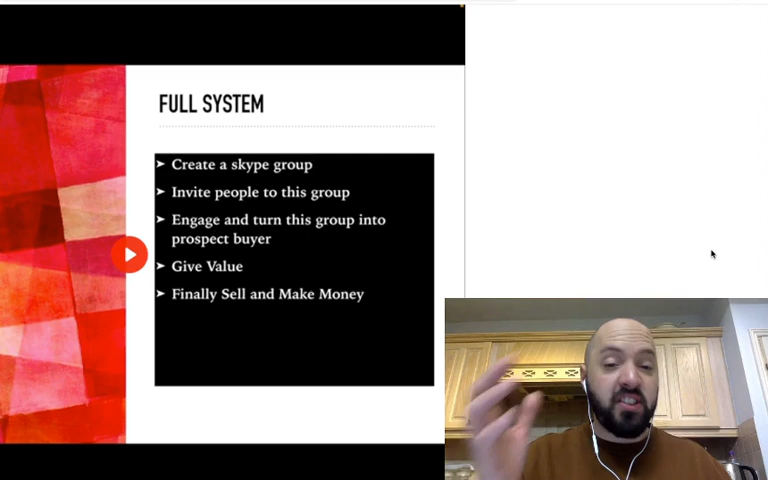 FULL SYSTEM
➤ Create a skype group
➤ Invite people to this group
➤ Engage and turn this group into
prospect buyer
➤ Give Value
➤ Finally Sell and Make Money